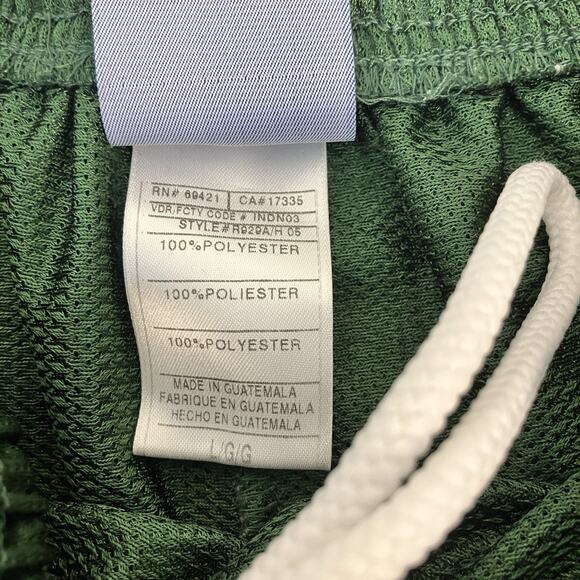 RN# 69421 CA#17335
VDR/FCTY CODE # INDN03
STYLE#R929A/H 05
100%POLYESTER
100%POLIESTER
100%POLYESTER
MADE IN GUATEMALA
FABRIQUE EN GUATEMALA
HECHO EN GUATEMALA
L/G/G